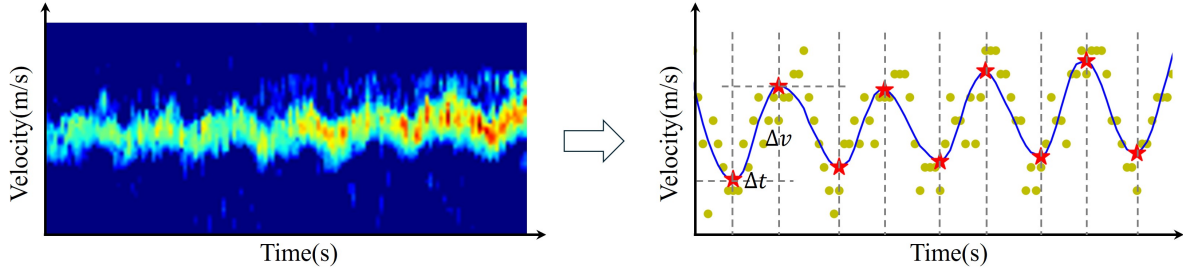 Velocity(m/s)
Time(s)
Velocity(m/s)
Δv
Δt
Time(s)